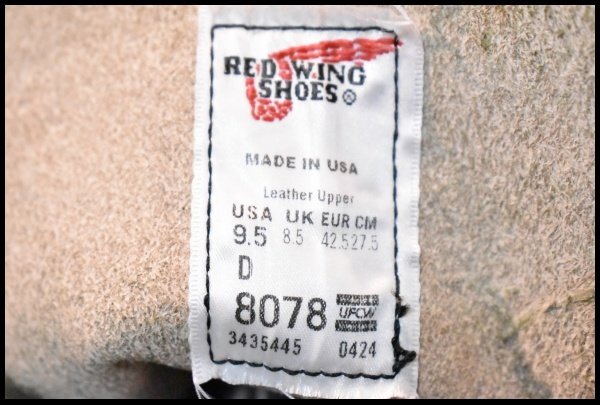 RED WING
SHOES®
MADE IN USA
Leather Upper
USA UK EUR CM
9.5 8.5 42.5 27.5
D
8078 UFCW
3435445 0424